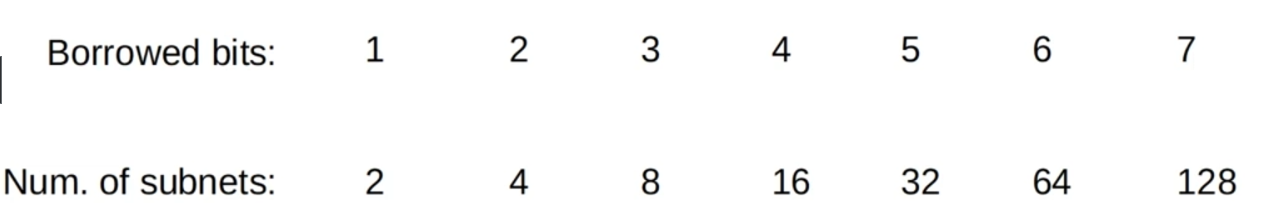 Borrowed bits: 1 2 3 4 5 6 7
Num. of subnets: 2 4 8 16 32 64 128